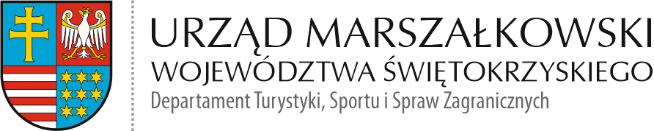 URZĄD MARSZAŁKOWSKI
WOJEWÓDZTWA ŚWIĘTOKRZYSKIEGO
Departament Turystyki, Sportu i Spraw Zagranicznych